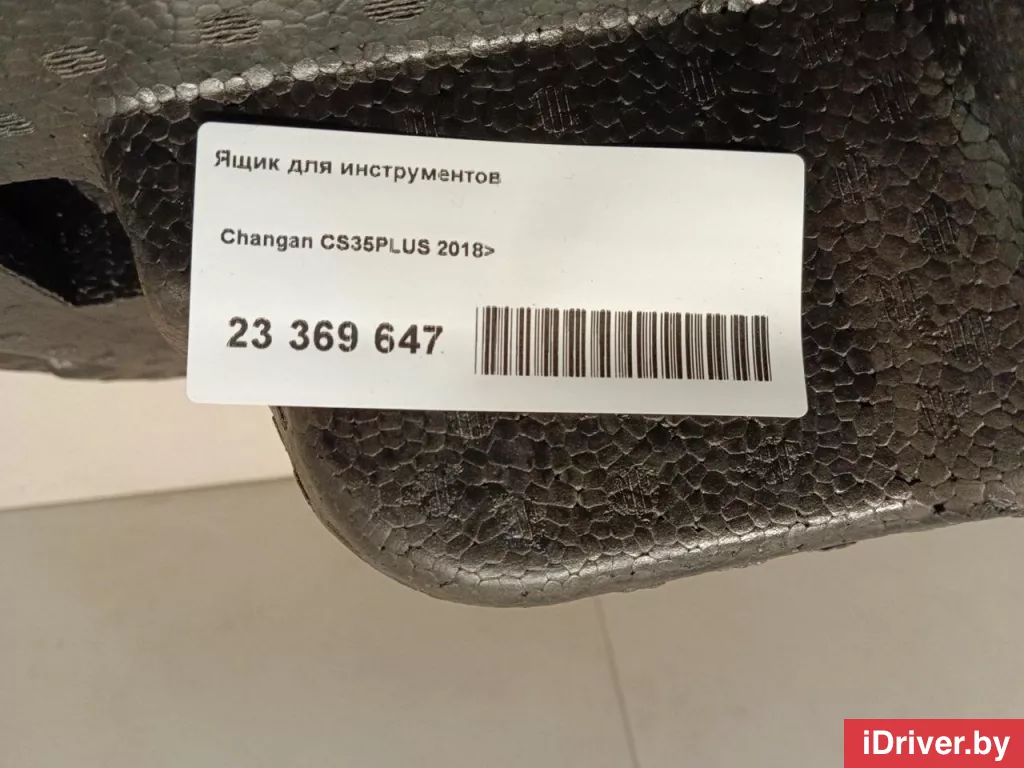 Ящик для инструментов
Changan CS35PLUS 2018>
23 369 647
iDriver.by